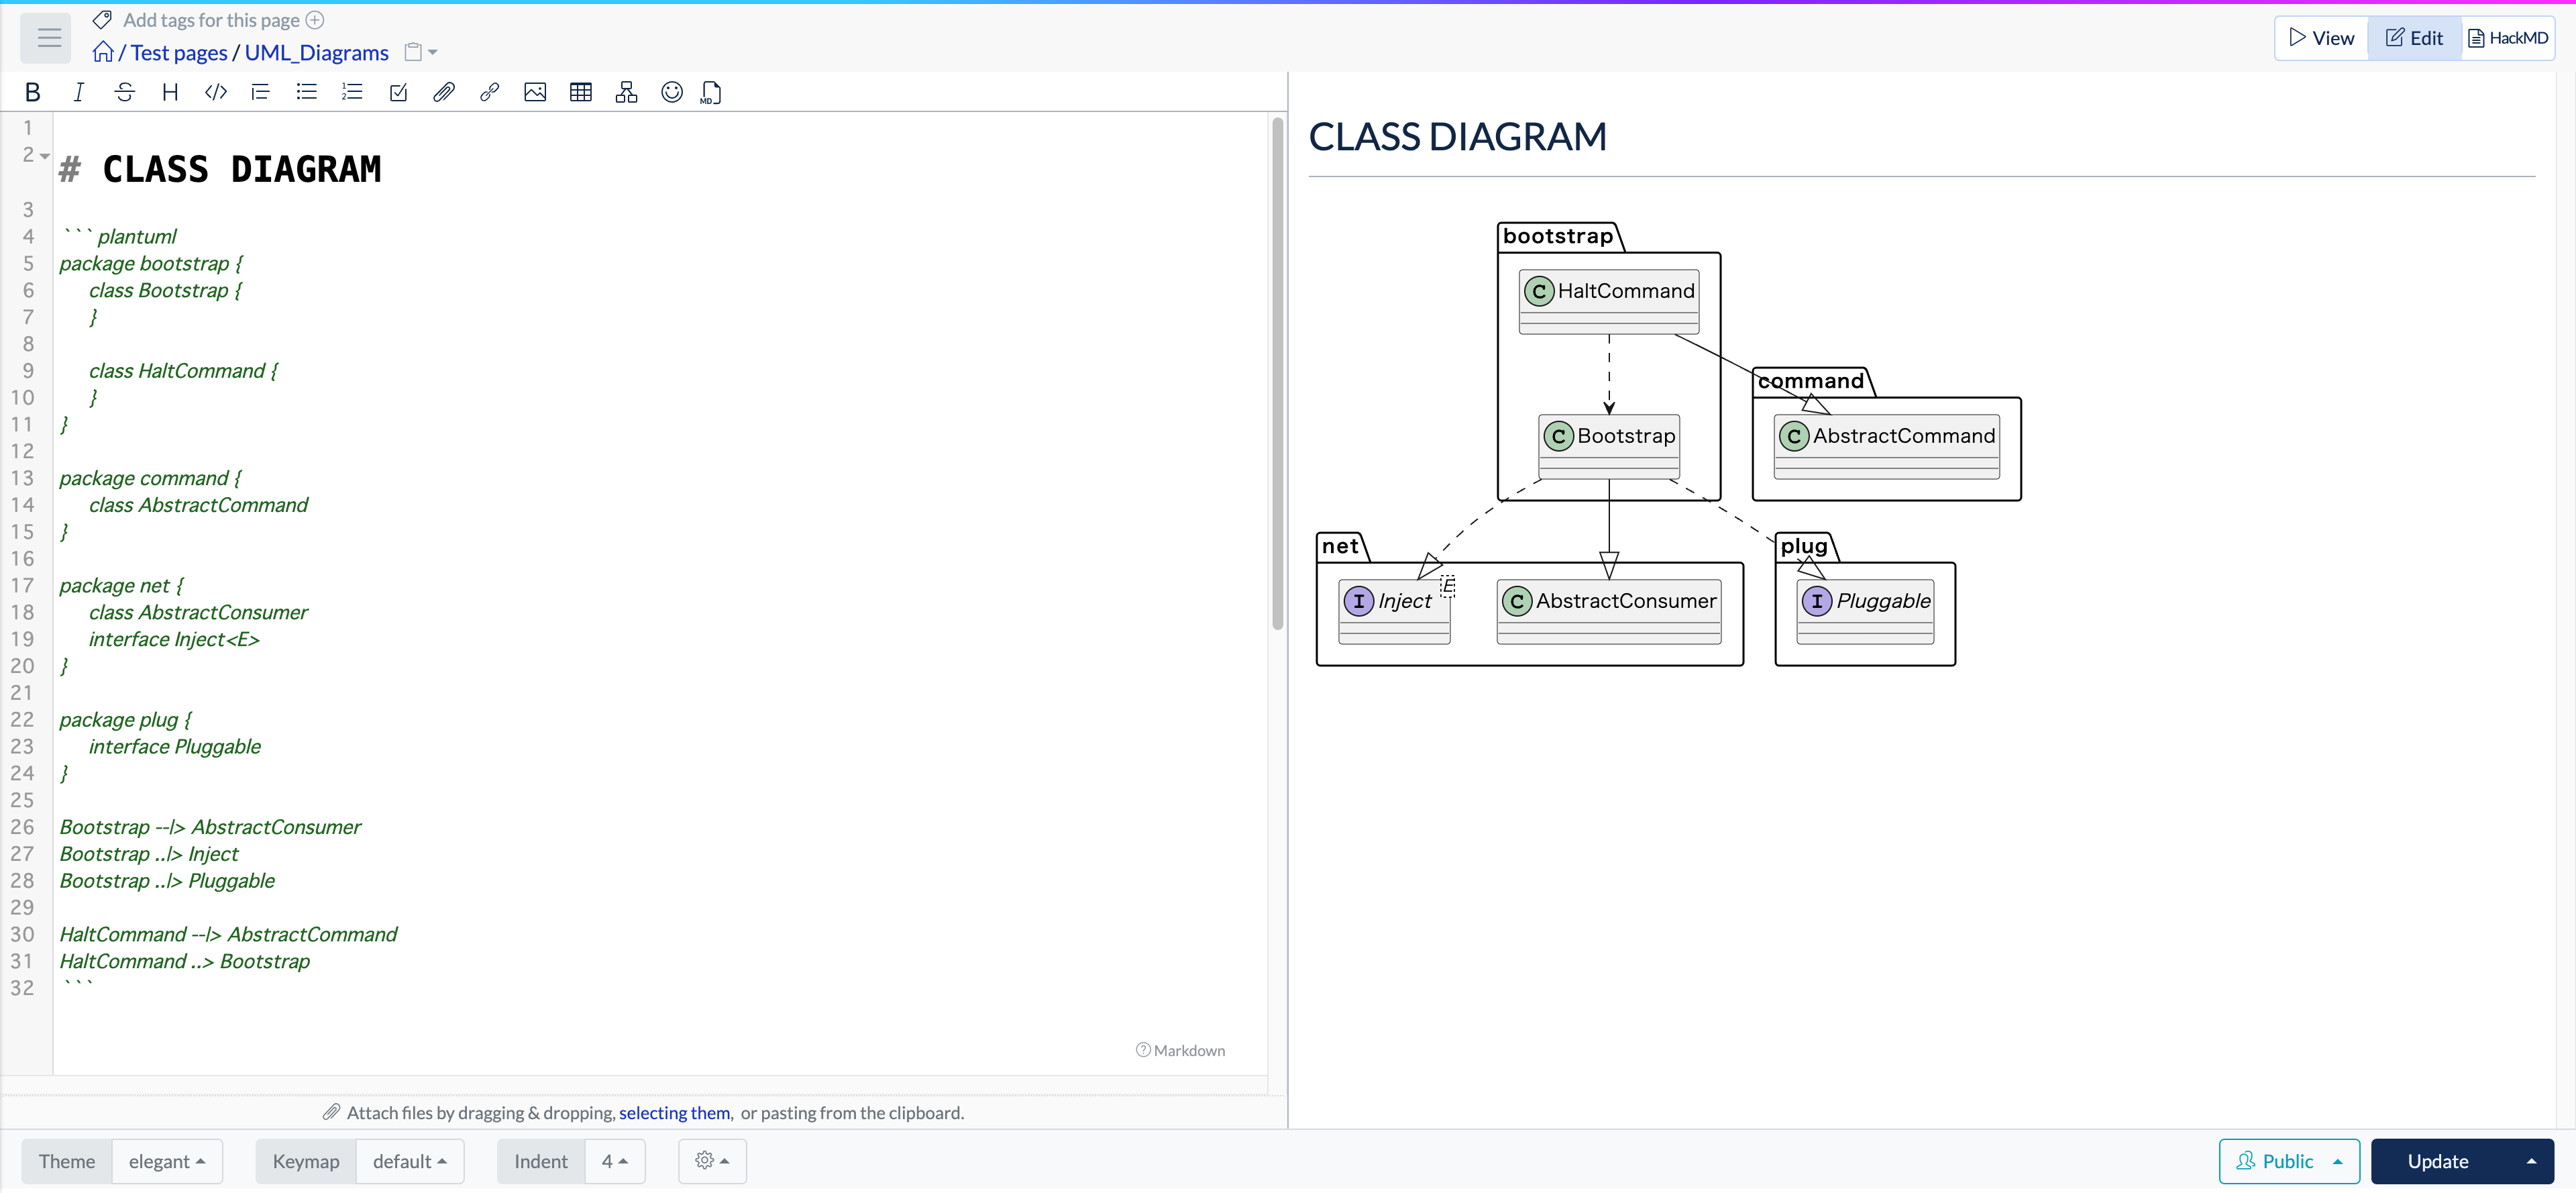 Add tags for this page
/ Test pages / UML_Diagrams
View Edit HackMD
B I S H </> MD
1
2 # CLASS DIAGRAM
3
4 ``` plantuml
5 package bootstrap {
6 class Bootstrap {
7 }
8
9 class HaltCommand {
10 }
11 }
12
13 package command {
14 class AbstractCommand
15 }
16
17 package net {
18 class AbstractConsumer
19 interface Inject<E>
20 }
21
22 package plug {
23 interface Pluggable
24 }
25
26 Bootstrap --|> AbstractConsumer
27 Bootstrap ..|> Inject
28 Bootstrap ..|> Pluggable
29
30 HaltCommand --|> AbstractCommand
31 HaltCommand ..> Bootstrap
32 ```
Markdown
Attach files by dragging & dropping, selecting them, or pasting from the clipboard.
CLASS DIAGRAM
bootstrap
C HaltCommand
command
C Bootstrap
C AbstractCommand
net
plug
I Inject E
C AbstractConsumer
I Pluggable
Theme elegant
Keymap default
Indent 4
Public
Update